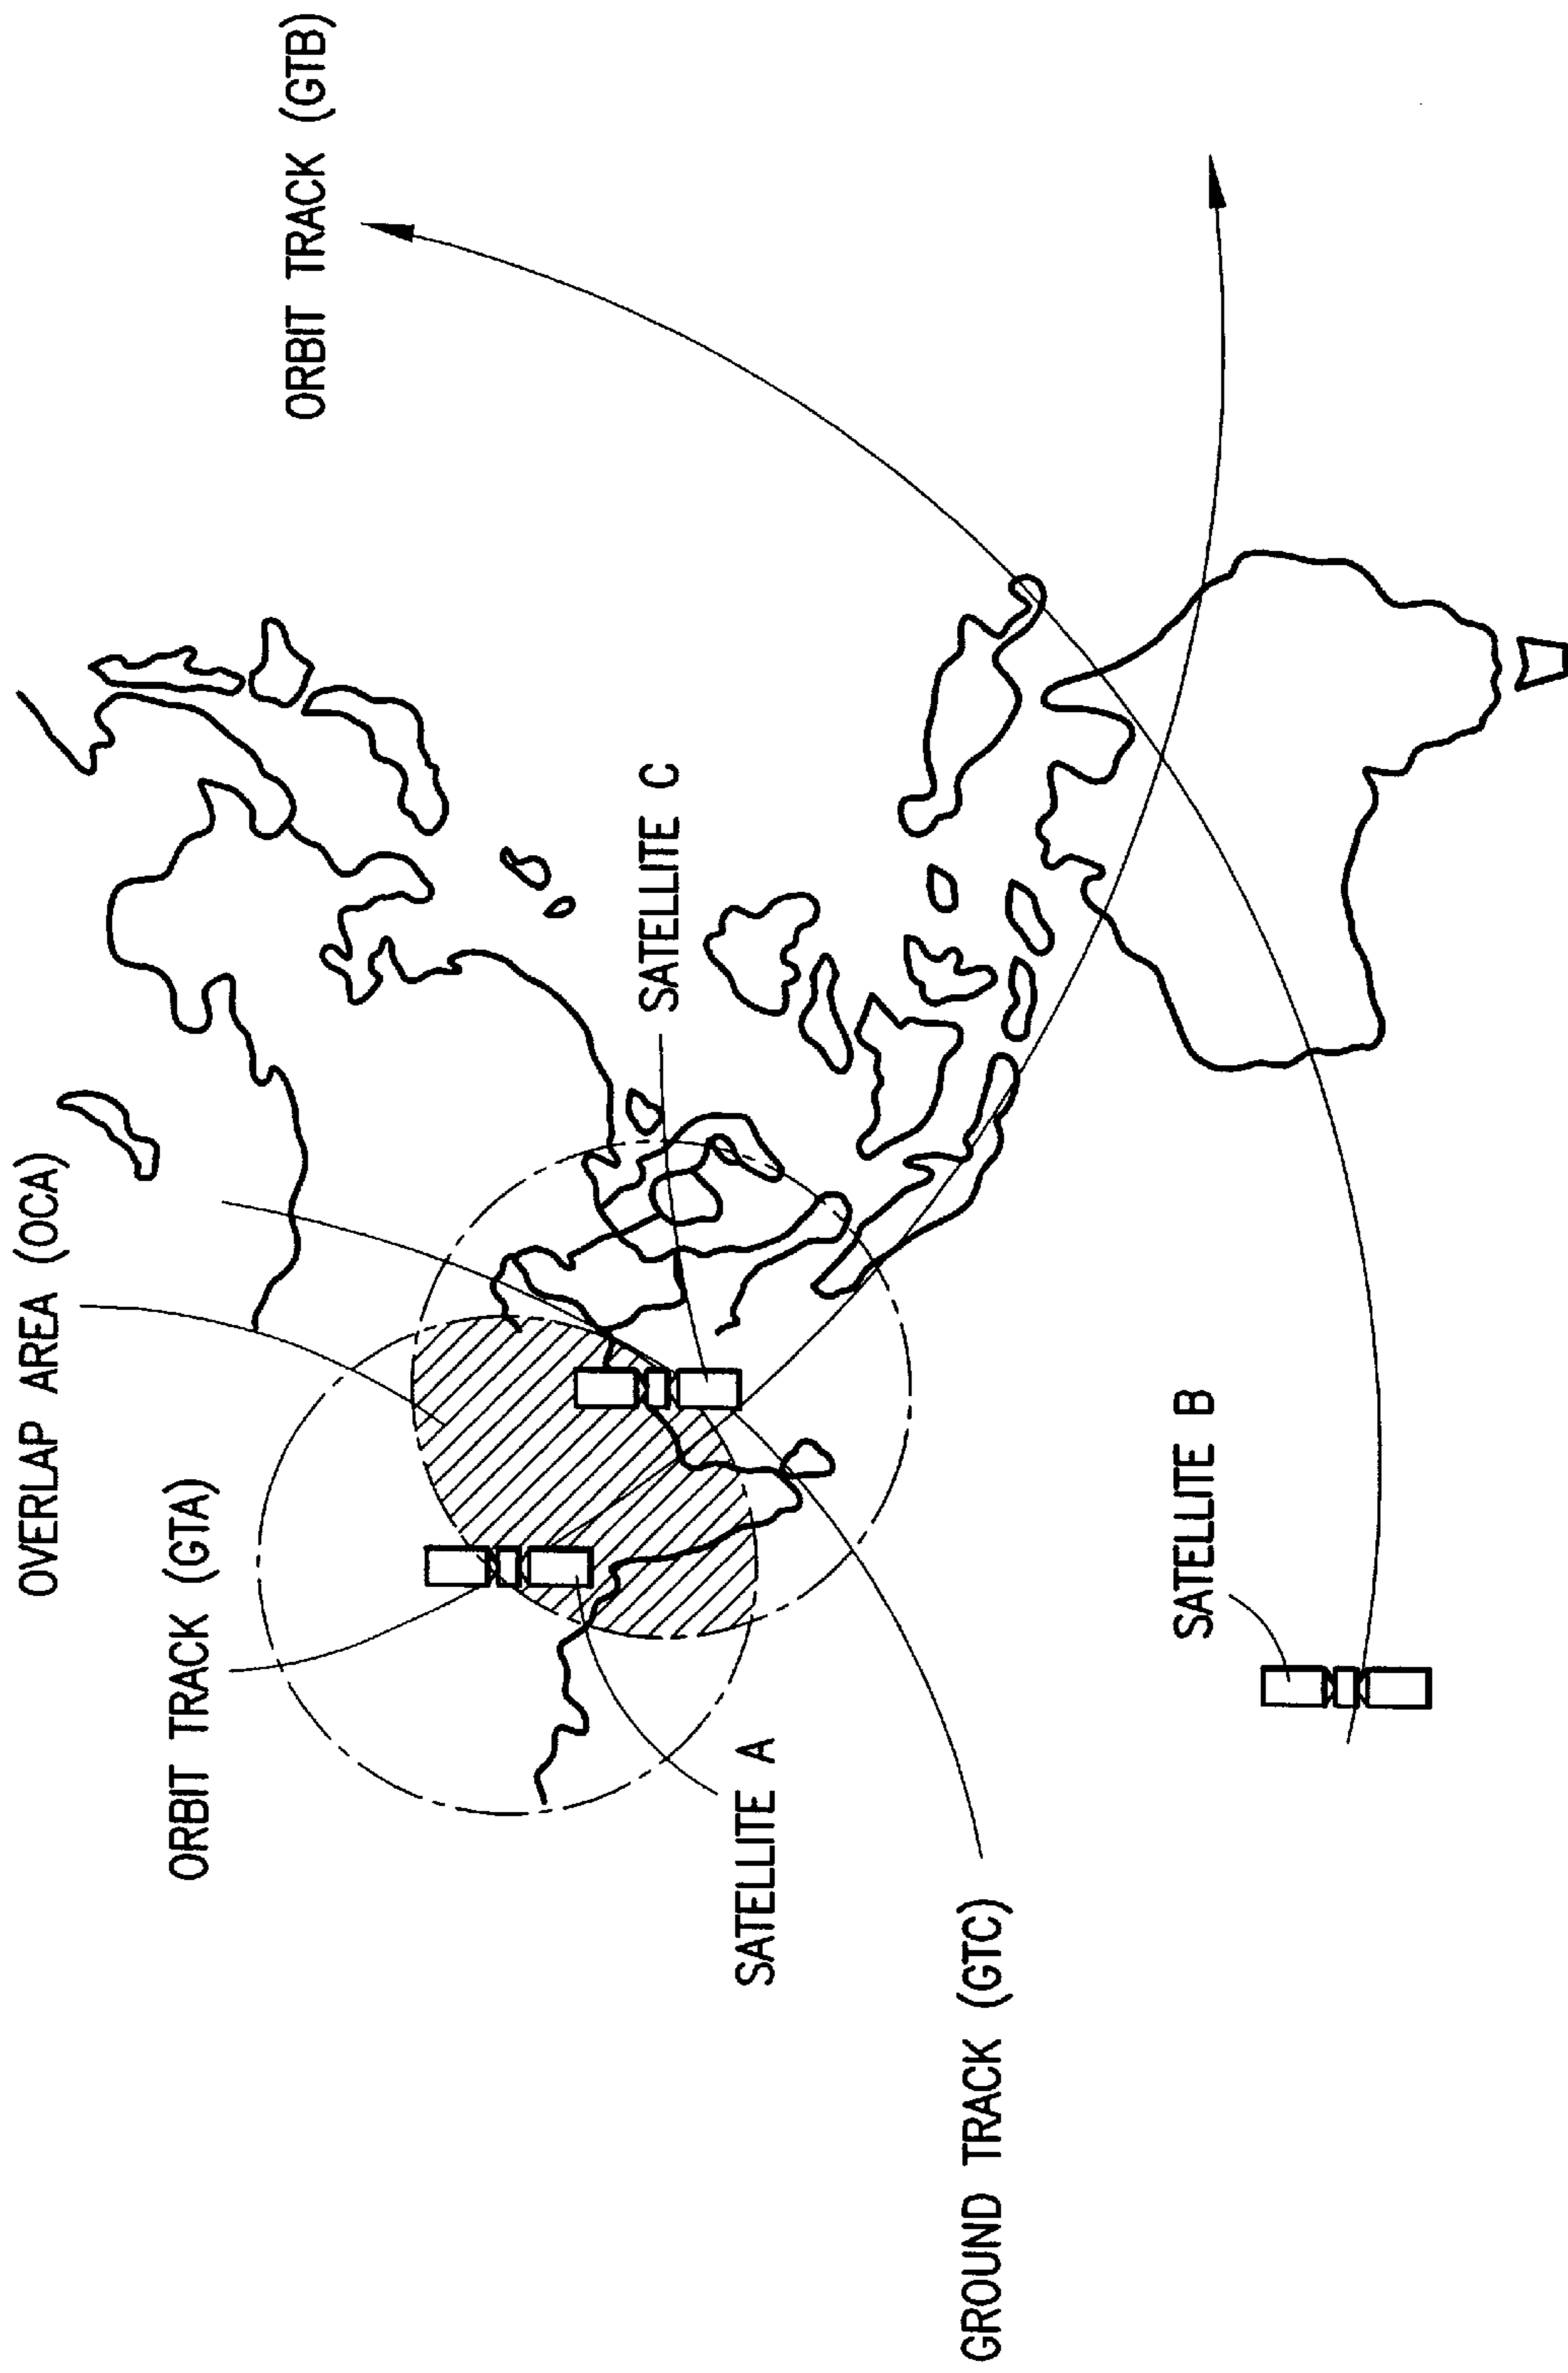 OVERLAP AREA (OCA)
ORBIT TRACK (GTA)
ORBIT TRACK (GTB)
SATELLITE C
SATELLITE A
GROUND TRACK (GTC)
SATELLITE B